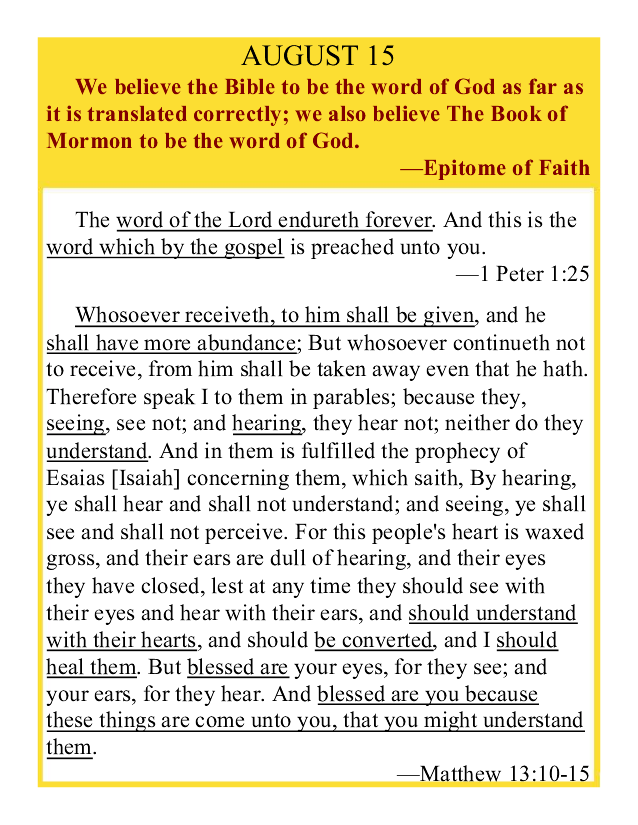 AUGUST 15
We believe the Bible to be the word of God as far as
it is translated correctly; we also believe The Book of
Mormon to be the word of God.
—Epitome of Faith
The word of the Lord endureth forever. And this is the
word which by the gospel is preached unto you.
—1 Peter 1:25
Whosoever receiveth, to him shall be given, and he
shall have more abundance; But whosoever continueth not
to receive, from him shall be taken away even that he hath.
Therefore speak I to them in parables; because they,
seeing, see not; and hearing, they hear not; neither do they
understand. And in them is fulfilled the prophecy of
Esaias [Isaiah] concerning them, which saith, By hearing,
ye shall hear and shall not understand; and seeing, ye shall
see and shall not perceive. For this people's heart is waxed
gross, and their ears are dull of hearing, and their eyes
they have closed, lest at any time they should see with
their eyes and hear with their ears, and should understand
with their hearts, and should be converted, and I should
heal them. But blessed are your eyes, for they see; and
your ears, for they hear. And blessed are you because
these things are come unto you, that you might understand
them.
—Matthew 13:10-15